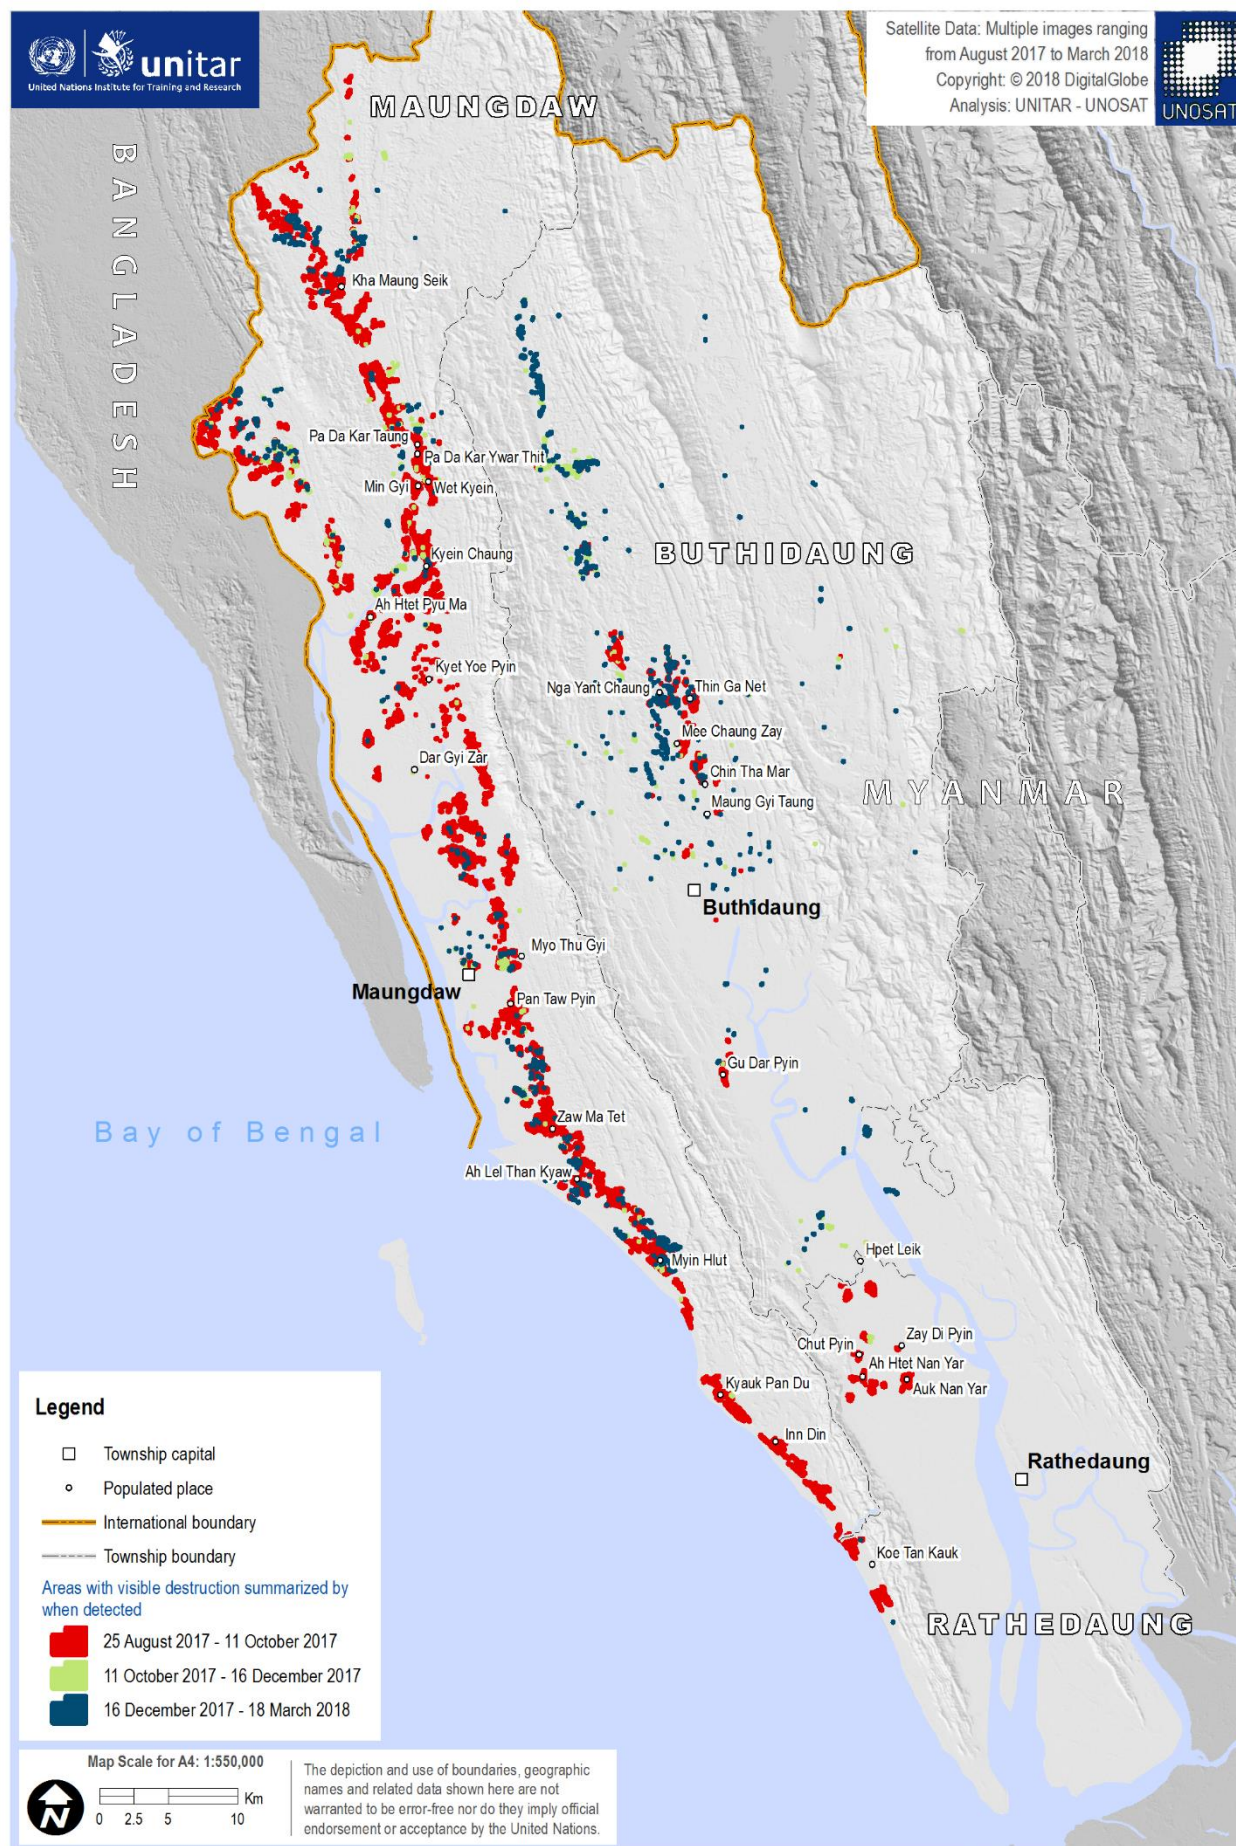 unitar
United Nations Institute for Training and Research
Satellite Data: Multiple images ranging
from August 2017 to March 2018
Copyright: © 2018 DigitalGlobe
Analysis: UNITAR - UNOSAT
UNOSAT
MAUNGDAW
BANGLADESH
Kha Maung Seik
Pa Da Kar Taung
Pa Da Kar Ywar Thit
Min Gyi
Wet Kyein
BUTHIDAUNG
Kyein Chaung
Ah Htet Pyu Ma
Kyet Yoe Pyin
Nga Yant Chaung
Thin Ga Net
Mee Chaung Zay
Dar Gyi Zar
Chin Tha Mar
MYANMAR
Maung Gyi Taung
Buthidaung
Myo Thu Gyi
Maungdaw
Pan Taw Pyin
Gu Dar Pyin
Zaw Ma Tet
Bay of Bengal
Ah Lel Than Kyaw
Hpet Leik
Myin Hlut
Zay Di Pyin
Chut Pyin
Ah Htet Nan Yar
Kyauk Pan Du
Auk Nan Yar
Inn Din
Rathedaung
Koe Tan Kauk
RATHEDAUNG
Legend
Township capital
Populated place
International boundary
Township boundary
Areas with visible destruction summarized by
when detected
25 August 2017 - 11 October 2017
11 October 2017 - 16 December 2017
16 December 2017 - 18 March 2018
Map Scale for A4: 1:550,000
N
Km
0 2.5 5 10
The depiction and use of boundaries, geographic
names and related data shown here are not
warranted to be error-free nor do they imply official
endorsement or acceptance by the United Nations.